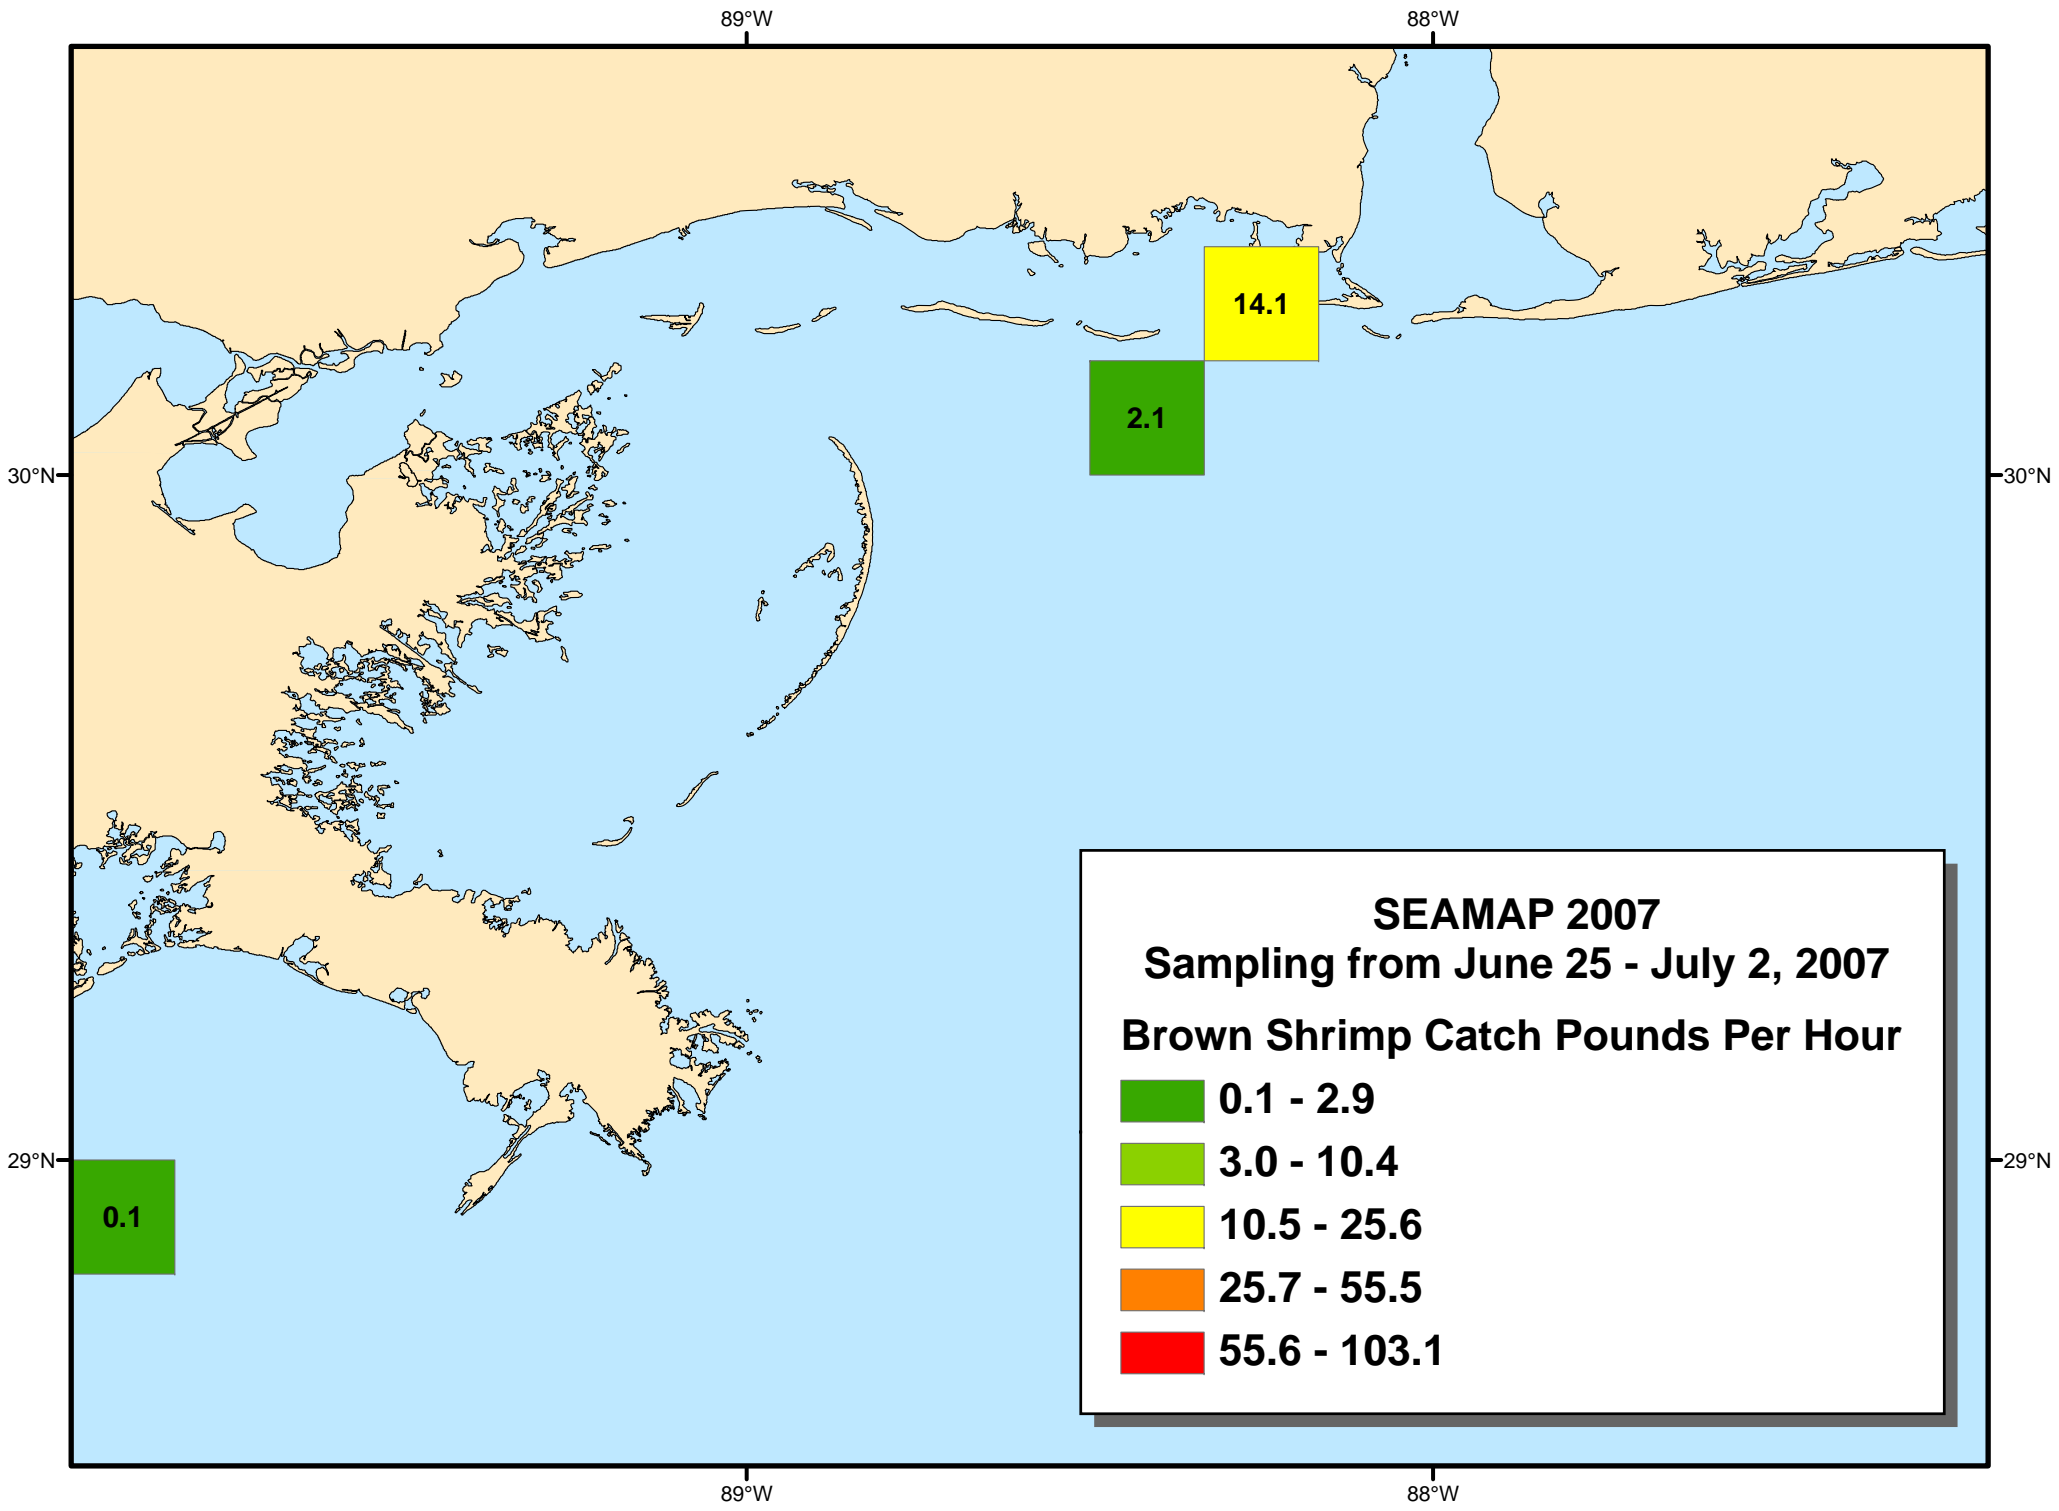 89°W
88°W
14.1
2.1
30°N
30°N
SEAMAP 2007
Sampling from June 25 - July 2, 2007
Brown Shrimp Catch Pounds Per Hour
0.1 - 2.9
3.0 - 10.4
10.5 - 25.6
25.7 - 55.5
55.6 - 103.1
29°N
29°N
0.1
89°W
88°W